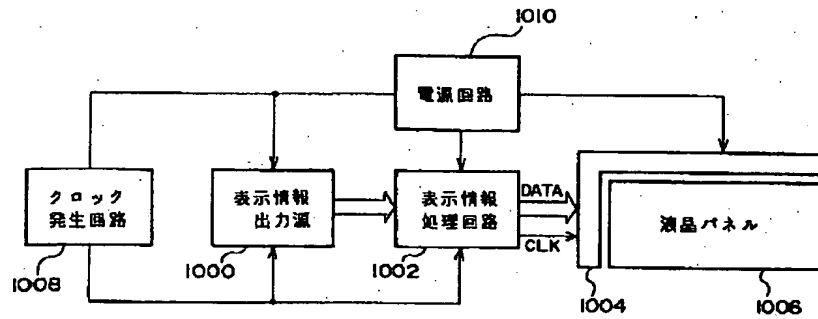 1010
電源回路
クロック
発生回路
表示情報
出力源
表示情報
処理回路
DATA
CLK
液晶パネル
1008
1000
1002
1004
1006